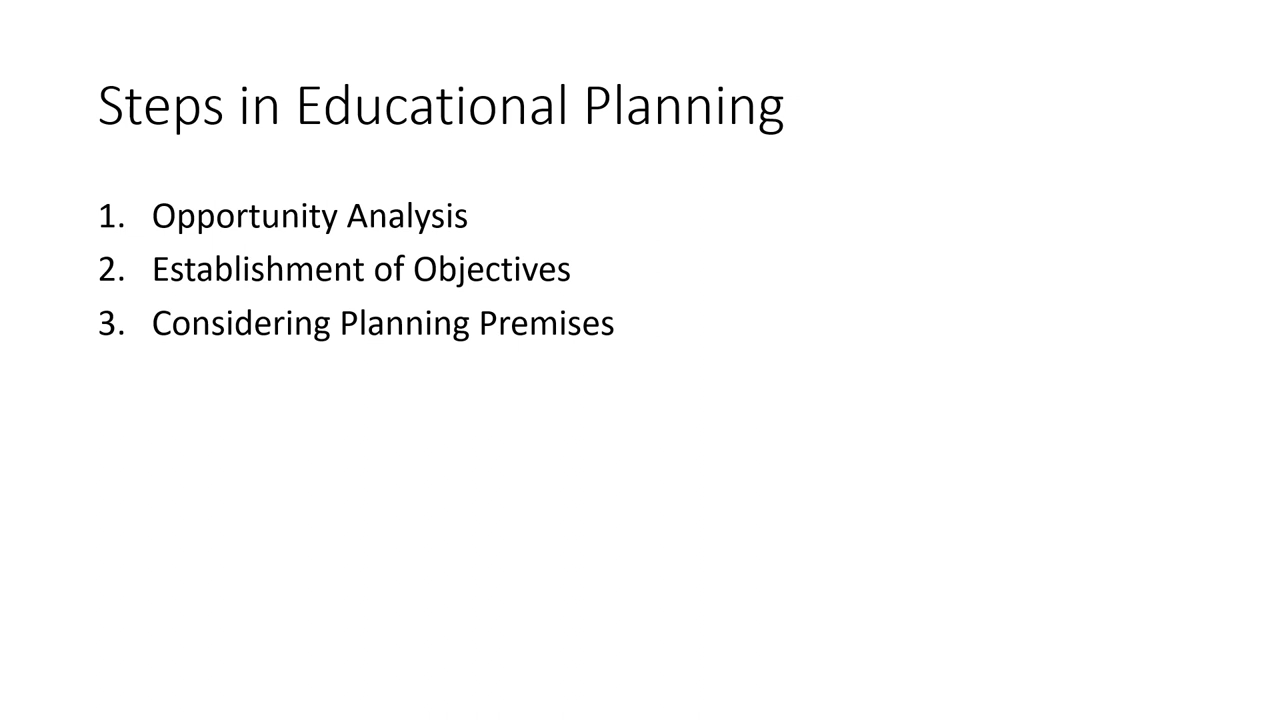 Steps in Educational Planning
1. Opportunity Analysis
2. Establishment of Objectives
3. Considering Planning Premises